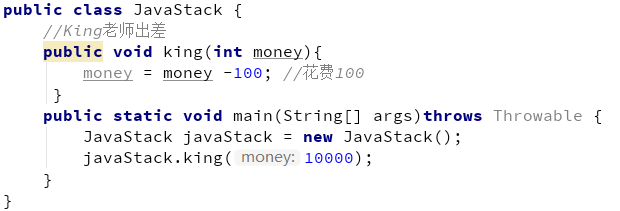 public class JavaStack {
//King老师出差
public void king(int money){
money = money -100; //花费100
}
public static void main(String[] args)throws Throwable {
JavaStack javaStack = new JavaStack();
javaStack.king( money: 10000);
}
}